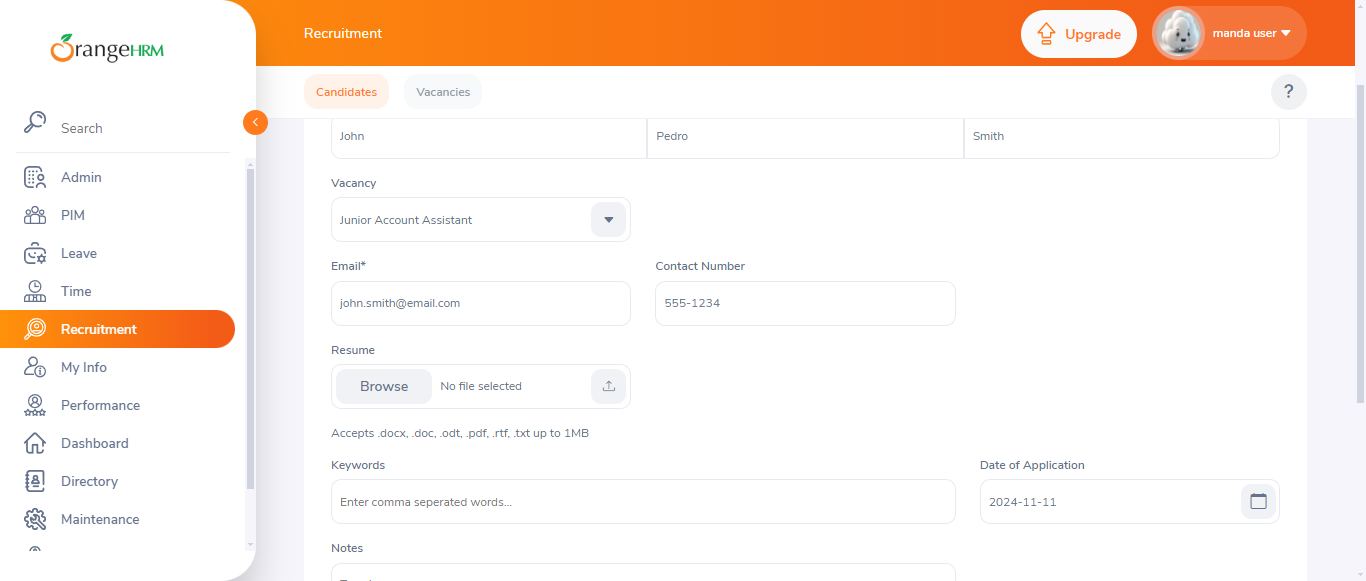 OrangeHRM
Recruitment
Upgrade
manda user
Candidates
Vacancies
?
Search
Admin
PIM
Leave
Time
Recruitment
My Info
Performance
Dashboard
Directory
Maintenance
John Pedro Smith
Vacancy
Junior Account Assistant
Email* Contact Number
john.smith@email.com 555-1234
Resume
Browse No file selected
Accepts .docx, .doc, .odt, .pdf, .rtf, .txt up to 1MB
Keywords Date of Application
Enter comma seperated words... 2024-11-11
Notes